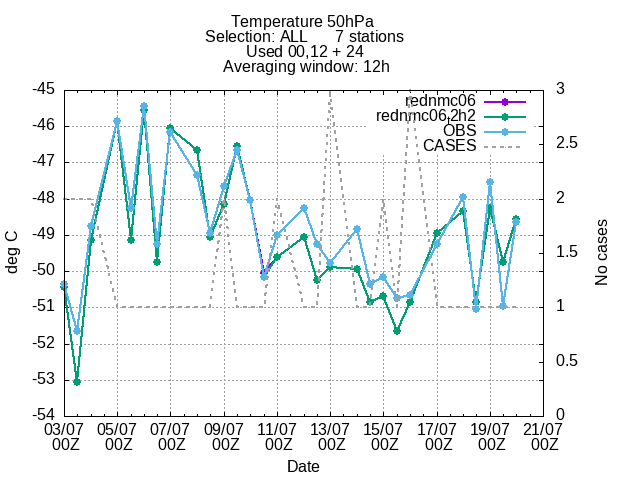 Temperature 50hPa
Selection: ALL 7 stations
Used 00,12 + 24
Averaging window: 12h
rednmc06
rednmc06.2h2
OBS
CASES
-45
-46
-47
-48
-49
-50
-51
-52
-53
-54
deg C
3
2.5
2
1.5
1
0.5
0
No cases
03/07 05/07 07/07 09/07 11/07 13/07 15/07 17/07 19/07 21/07
00Z 00Z 00Z 00Z 00Z 00Z 00Z 00Z 00Z 00Z
Date